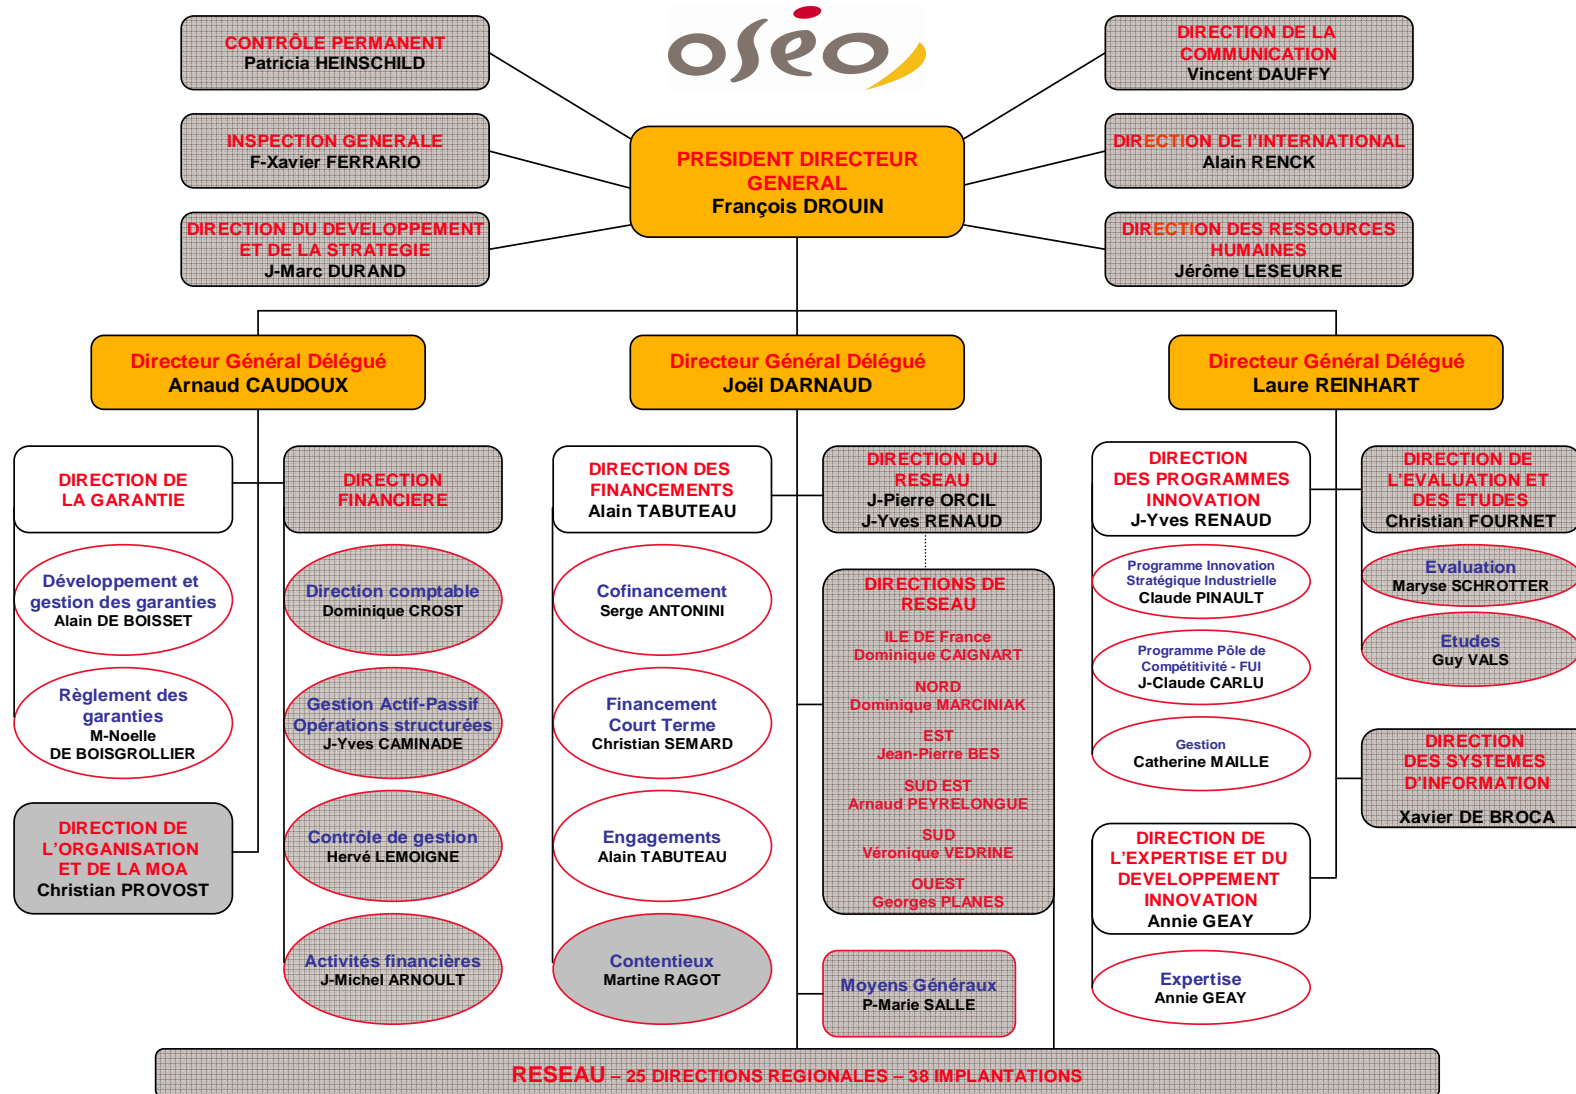 CONTRÔLE PERMANENT
Patricia HEINSCHILD
oséo
DIRECTION DE LA
COMMUNICATION
Vincent DAUFFY
INSPECTION GENERALE
F-Xavier FERRARIO
PRESIDENT DIRECTEUR
GENERAL
François DROUIN
DIRECTION DE l'INTERNATIONAL
Alain RENCK
DIRECTION DU DEVELOPPEMENT
ET DE LA STRATEGIE
J-Marc DURAND
DIRECTION DES RESSOURCES
HUMAINES
Jérôme LESEURRE
Directeur Général Délégué
Arnaud CAUDOUX
Directeur Général Délégué
Joël DARNAUD
Directeur Général Délégué
Laure REINHART
DIRECTION DE
LA GARANTIE
DIRECTION
FINANCIERE
DIRECTION DES
FINANCEMENTS
Alain TABUTEAU
DIRECTION DU
RESEAU
J-Pierre ORCIL
J-Yves RENAUD
DIRECTION
DES PROGRAMMES
INNOVATION
J-Yves RENAUD
DIRECTION DE
L'EVALUATION ET
DES ETUDES
Christian FOURNET
Développement et
gestion des garanties
Alain DE BOISSET
Direction comptable
Dominique CROST
Cofinancement
Serge ANTONINI
DIRECTIONS DE
RESEAU
ILE DE France
Dominique CAIGNART
NORD
Dominique MARCINIAK
EST
Jean-Pierre BES
SUD EST
Arnaud PEYRELONGUE
SUD
Véronique VEDRINE
OUEST
Georges PLANES
Programme Innovation
Stratégique Industrielle
Claude PINAULT
Evaluation
Maryse SCHROTTER
Règlement des
garanties
M-Noelle
DE BOISGROLLIER
Gestion Actif-Passif
Opérations structurées
J-Yves CAMINADE
Financement
Court Terme
Christian SEMARD
Programme Pôle de
Compétitivité - FUI
J-Claude CARLU
Etudes
Guy VALS
Gestion
Catherine MAILLE
DIRECTION
DES SYSTEMES
D'INFORMATION
Xavier DE BROCA
DIRECTION DE
L'ORGANISATION
ET DE LA MOA
Christian PROVOST
Contrôle de gestion
Hervé LEMOIGNE
Engagements
Alain TABUTEAU
DIRECTION DE
L'EXPERTISE ET DU
DEVELOPPEMENT
INNOVATION
Annie GEAY
Activités financières
J-Michel ARNOULT
Contentieux
Martine RAGOT
Moyens Généraux
P-Marie SALLE
Expertise
Annie GEAY
RESEAU – 25 DIRECTIONS REGIONALES – 38 IMPLANTATIONS